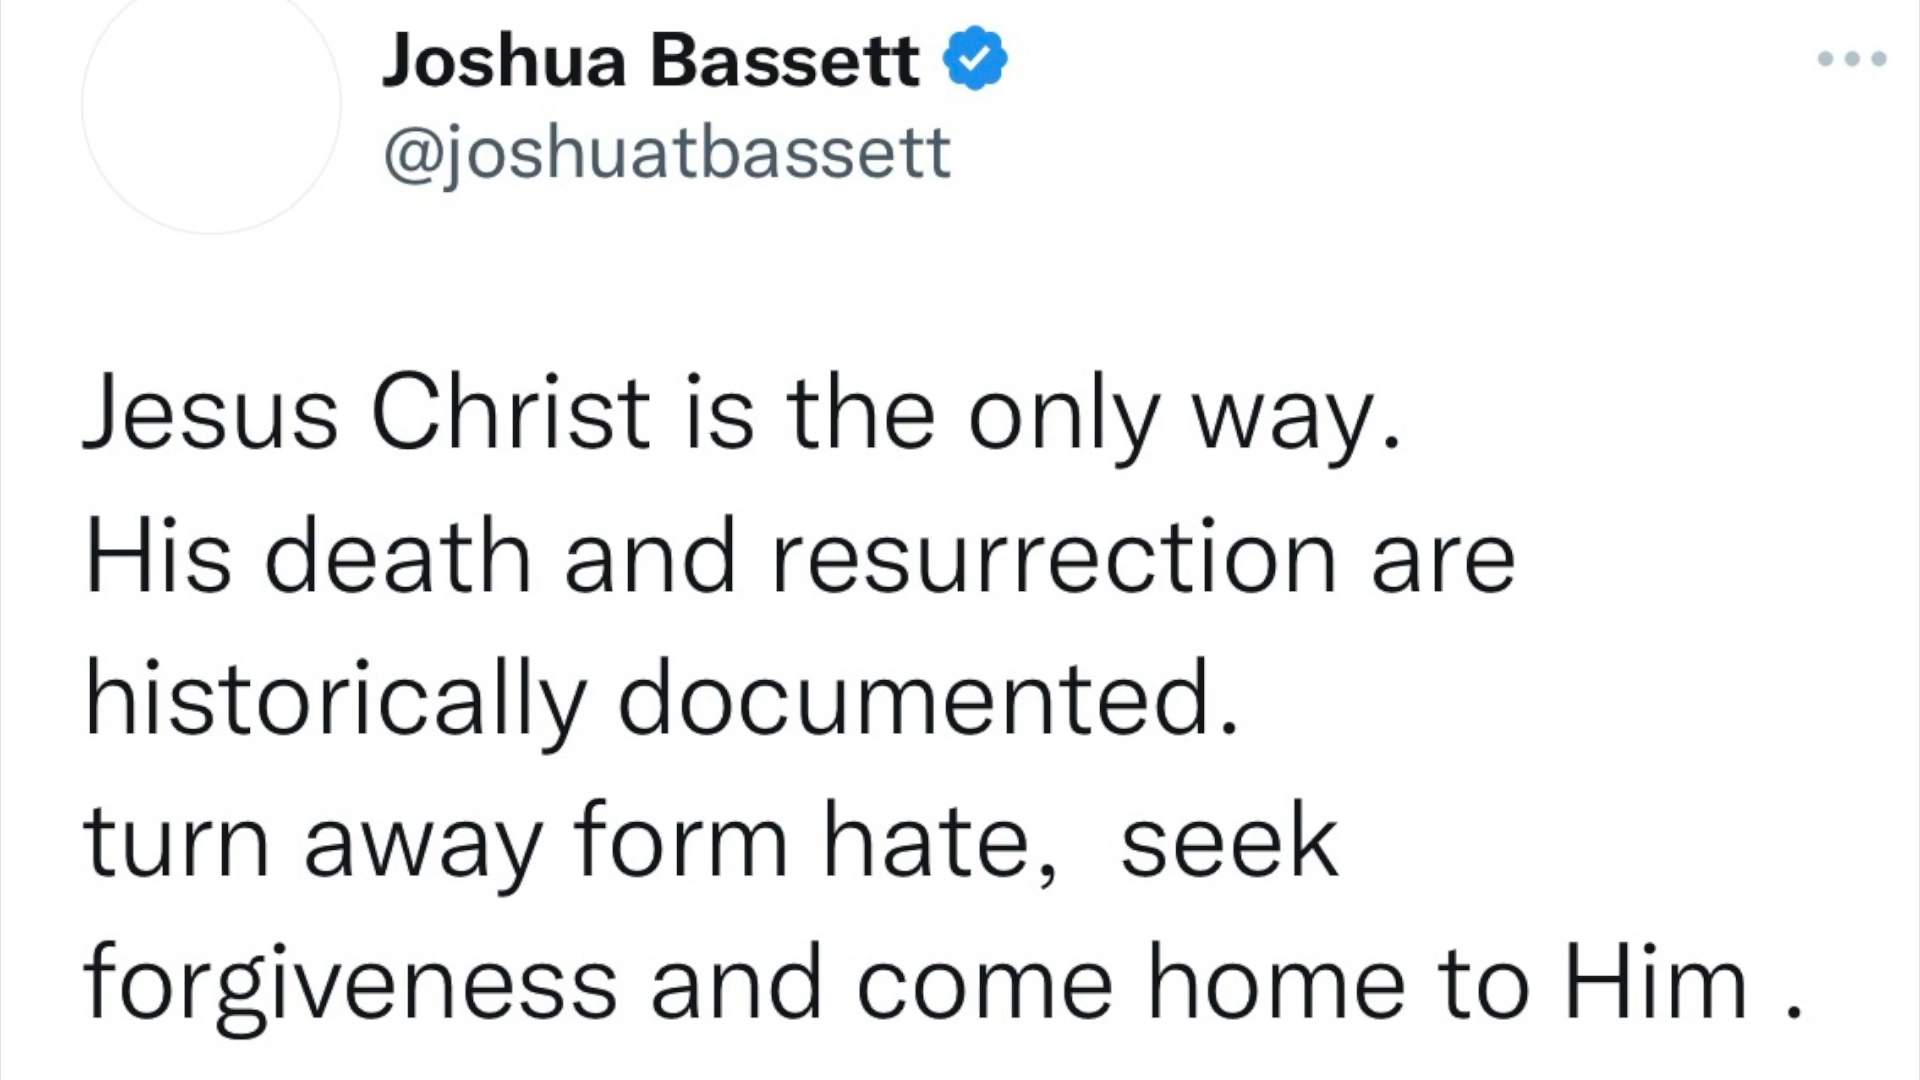 Joshua Bassett
@joshuatbassett
Jesus Christ is the only way.
His death and resurrection are
historically documented.
turn away form hate,  seek
forgiveness and come home to Him .